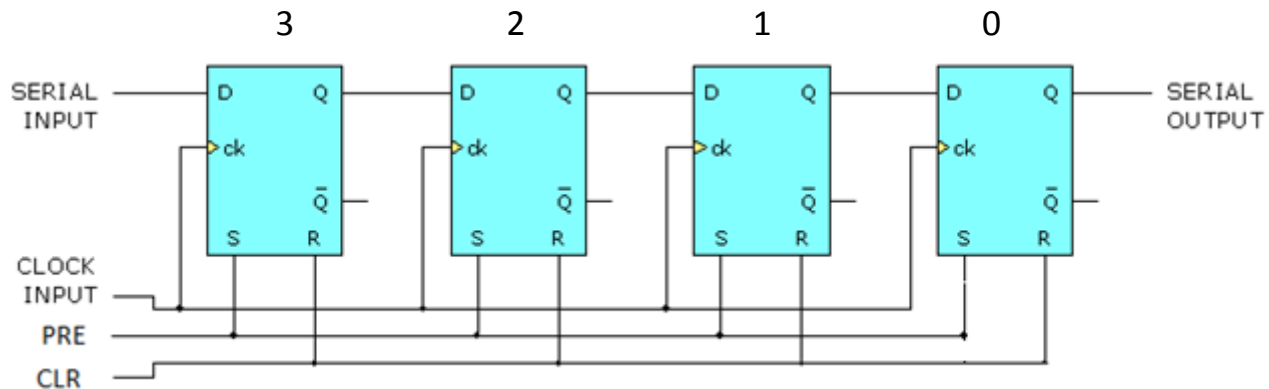 3 2 1 0
SERIAL
INPUT
D Q
D Q
D Q
D Q
SERIAL
OUTPUT
ck
ck
ck
ck
Q̅
Q̅
Q̅
Q̅
S R
S R
S R
S R
CLOCK
INPUT
PRE
CLR